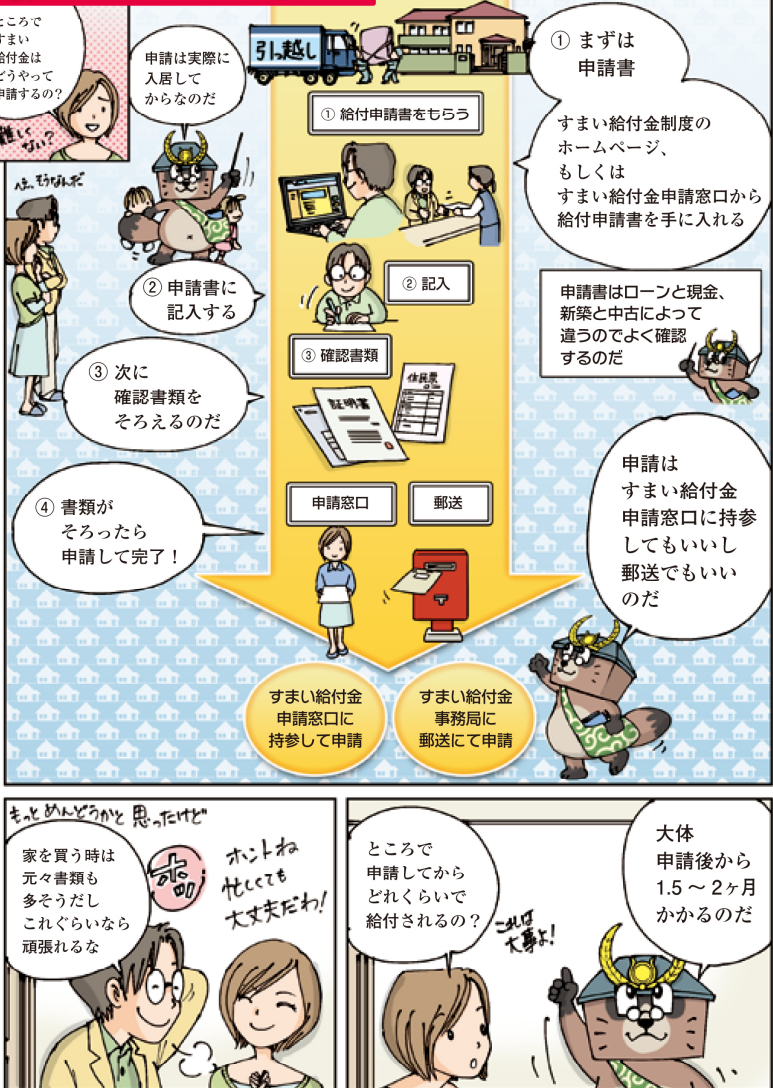 ところで
すまい
給付金は
どうやって
申請するの？
難しく
ない？
申請は実際に
入居して
からなのだ
へぇ、そうなんだ
引っ越し
① まずは
申請書
すまい給付金制度の
ホームページ、
もしくは
すまい給付金申請窓口から
給付申請書を手に入れる
① 給付申請書をもらう
② 申請書に
記入する
② 記入
申請書はローンと現金、
新築と中古によって
違うのでよく確認
するのだ
③ 次に
確認書類を
そろえるのだ
③ 確認書類
証明書
住民票
④ 書類が
そろったら
申請して完了！
申請窓口
郵送
申請は
すまい給付金
申請窓口に持参
してもいいし
郵送でもいい
のだ
すまい給付金
申請窓口に
持参して申請
すまい給付金
事務局に
郵送にて申請
もっとめんどうかと思ったけど
家を買う時は
元々書類も
多そうだし
これぐらいなら
頑張れるな
ホッ
ホントね
忙しくても
大丈夫だわ！
ところで
申請してから
どれくらいで
給付されるの？
これは
大事よ！
大体
申請後から
1.5 ～ 2ヶ月
かかるのだ